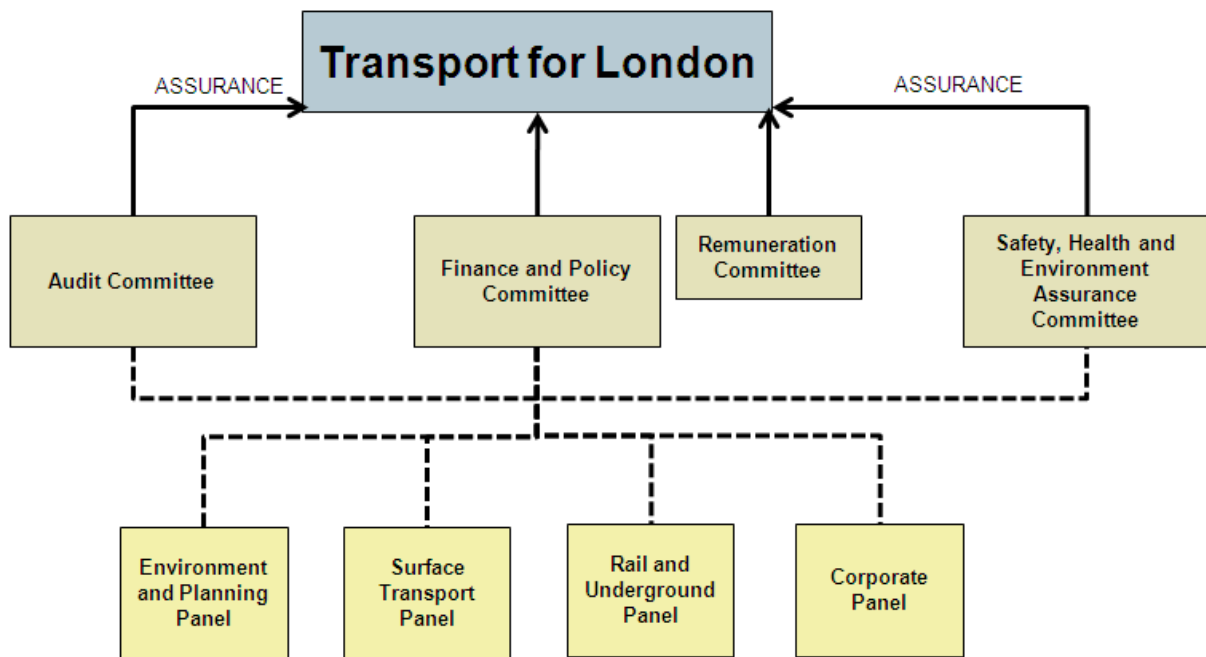 Transport for London
ASSURANCE
ASSURANCE
Audit Committee
Finance and Policy
Committee
Remuneration
Committee
Safety, Health and
Environment
Assurance
Committee
Environment
and Planning
Panel
Surface
Transport
Panel
Rail and
Underground
Panel
Corporate
Panel